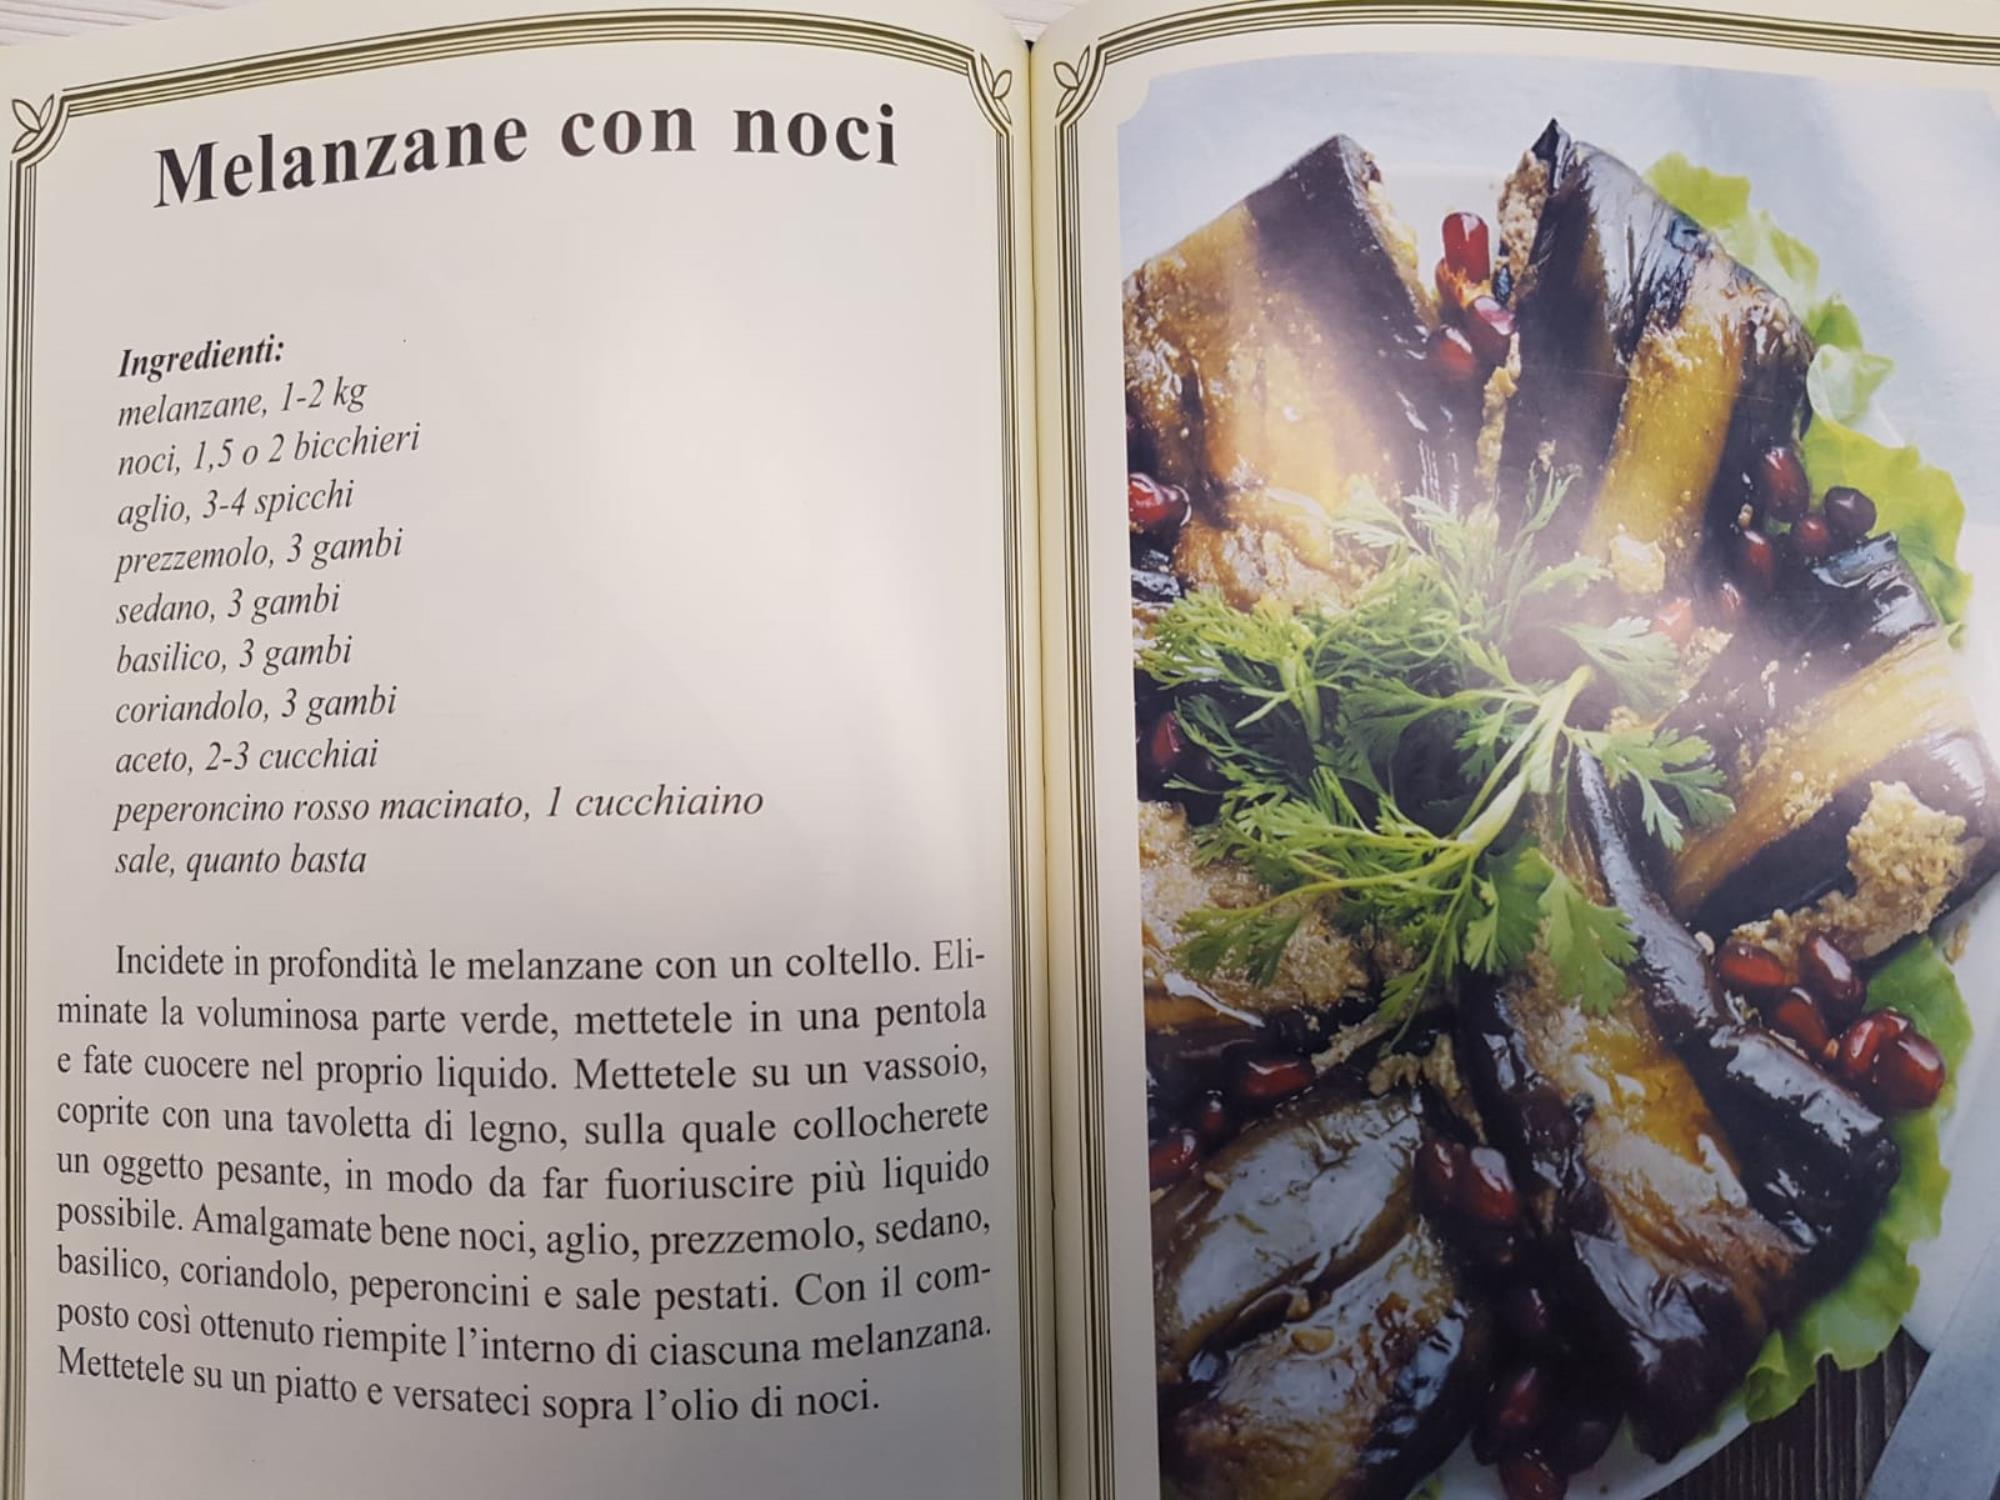 Melanzane con noci
Ingredienti:
melanzane, 1-2 kg
noci, 1,5 o 2 bicchieri
aglio, 3-4 spicchi
prezzemolo, 3 gambi
sedano, 3 gambi
basilico, 3 gambi
coriandolo, 3 gambi
aceto, 2-3 cucchiai
peperoncino rosso macinato, 1 cucchiaino
sale, quanto basta
Incidete in profondità le melanzane con un coltello. Eli-
minate la voluminosa parte verde, mettetele in una pentola
e fate cuocere nel proprio liquido. Mettetele su un vassoio,
coprite con una tavoletta di legno, sulla quale collocherete
un oggetto pesante, in modo da far fuoriuscire più liquido
possibile. Amalgamate bene noci, aglio, prezzemolo, sedano,
basilico, coriandolo, peperoncini e sale pestati. Con il com-
posto così ottenuto riempite l’interno di ciascuna melanzana.
Mettetele su un piatto e versateci sopra l’olio di noci.